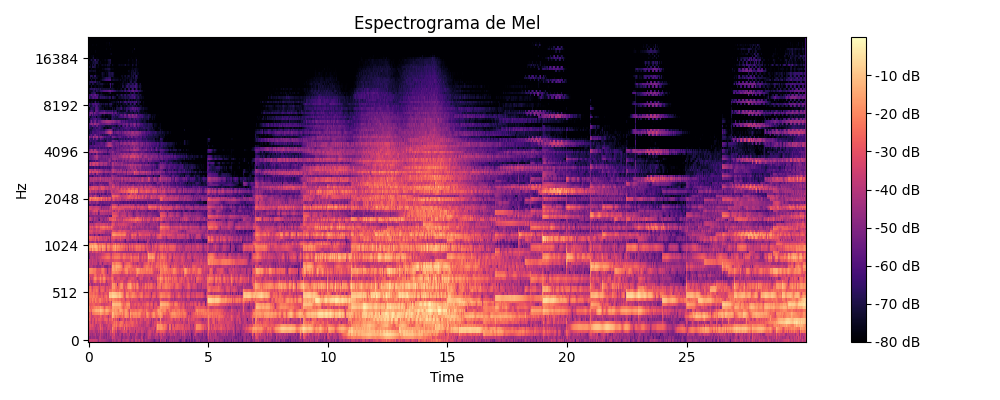 Espectrograma de Mel
16384
8192
4096
2048
1024
512
0
Hz
0 5 10 15 20 25
Time
-10 dB
-20 dB
-30 dB
-40 dB
-50 dB
-60 dB
-70 dB
-80 dB